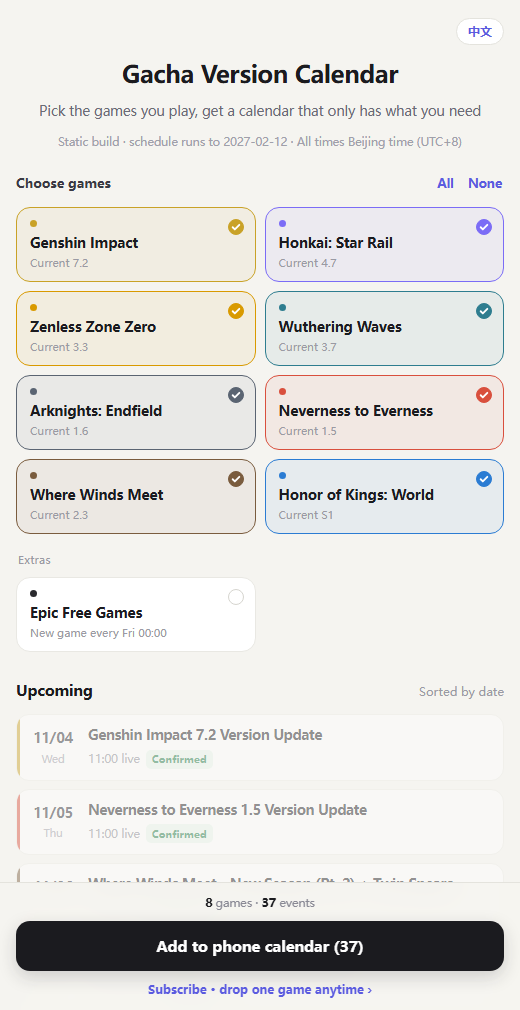 中文
Gacha Version Calendar
Pick the games you play, get a calendar that only has what you need
Static build · schedule runs to 2027-02-12 · All times Beijing time (UTC+8)
Choose games
All None
Genshin Impact
Current 7.2
Honkai: Star Rail
Current 4.7
Zenless Zone Zero
Current 3.3
Wuthering Waves
Current 3.7
Arknights: Endfield
Current 1.6
Neverness to Everness
Current 1.5
Where Winds Meet
Current 2.3
Honor of Kings: World
Current S1
Extras
Epic Free Games
New game every Fri 00:00
Upcoming
Sorted by date
11/04
Wed
Genshin Impact 7.2 Version Update
11:00 live Confirmed
11/05
Thu
Neverness to Everness 1.5 Version Update
11:00 live Confirmed
8 games · 37 events
Add to phone calendar (37)
Subscribe · drop one game anytime ›